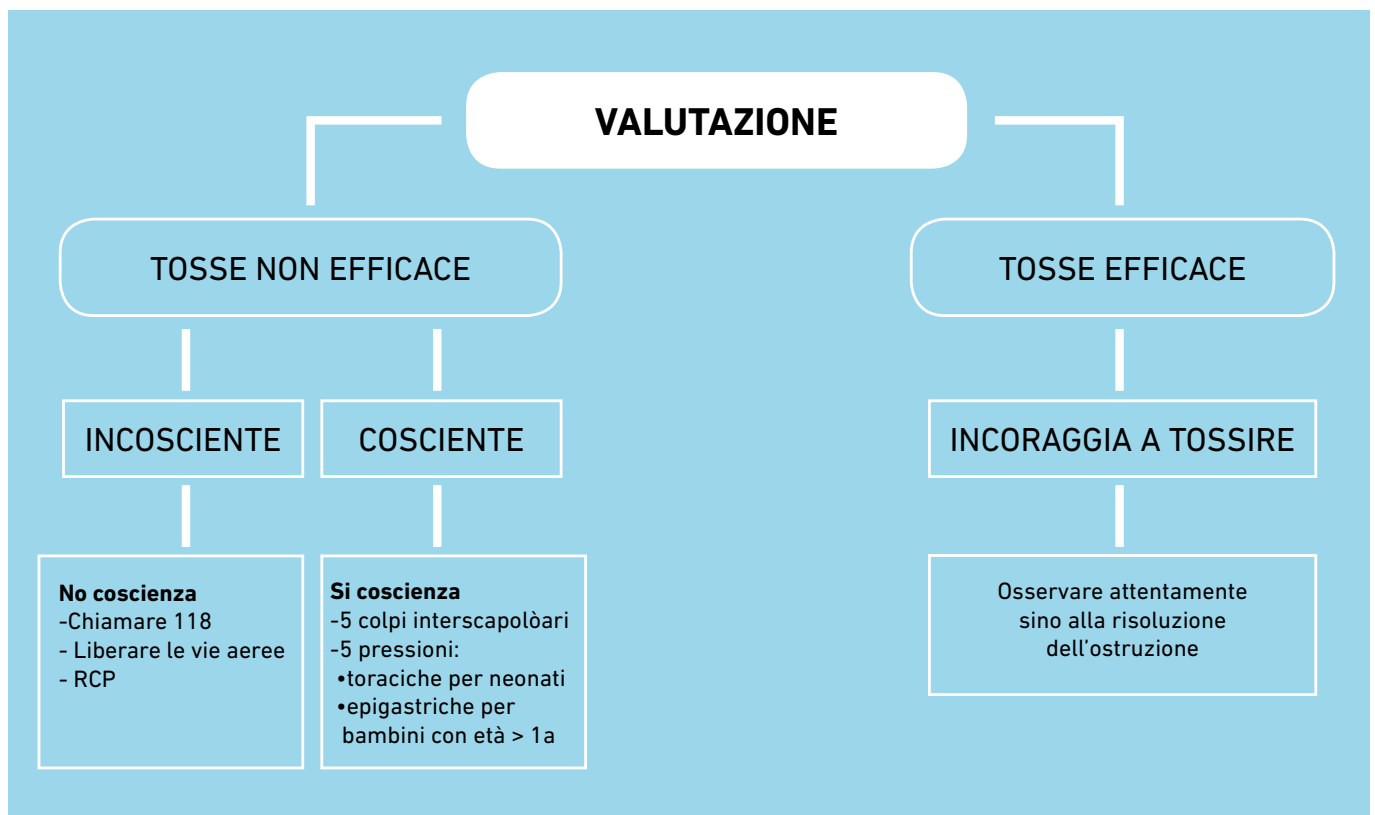 VALUTAZIONE
TOSSE NON EFFICACE
TOSSE EFFICACE
INCOSCIENTE
COSCIENTE
INCORAGGIA A TOSSIRE
No coscienza
-Chiamare 118
- Liberare le vie aeree
- RCP
Si coscienza
-5 colpi interscapolòari
-5 pressioni:
•toraciche per neonati
•epigastriche per
bambini con età > 1a
Osservare attentamente
sino alla risoluzione
dell'ostruzione